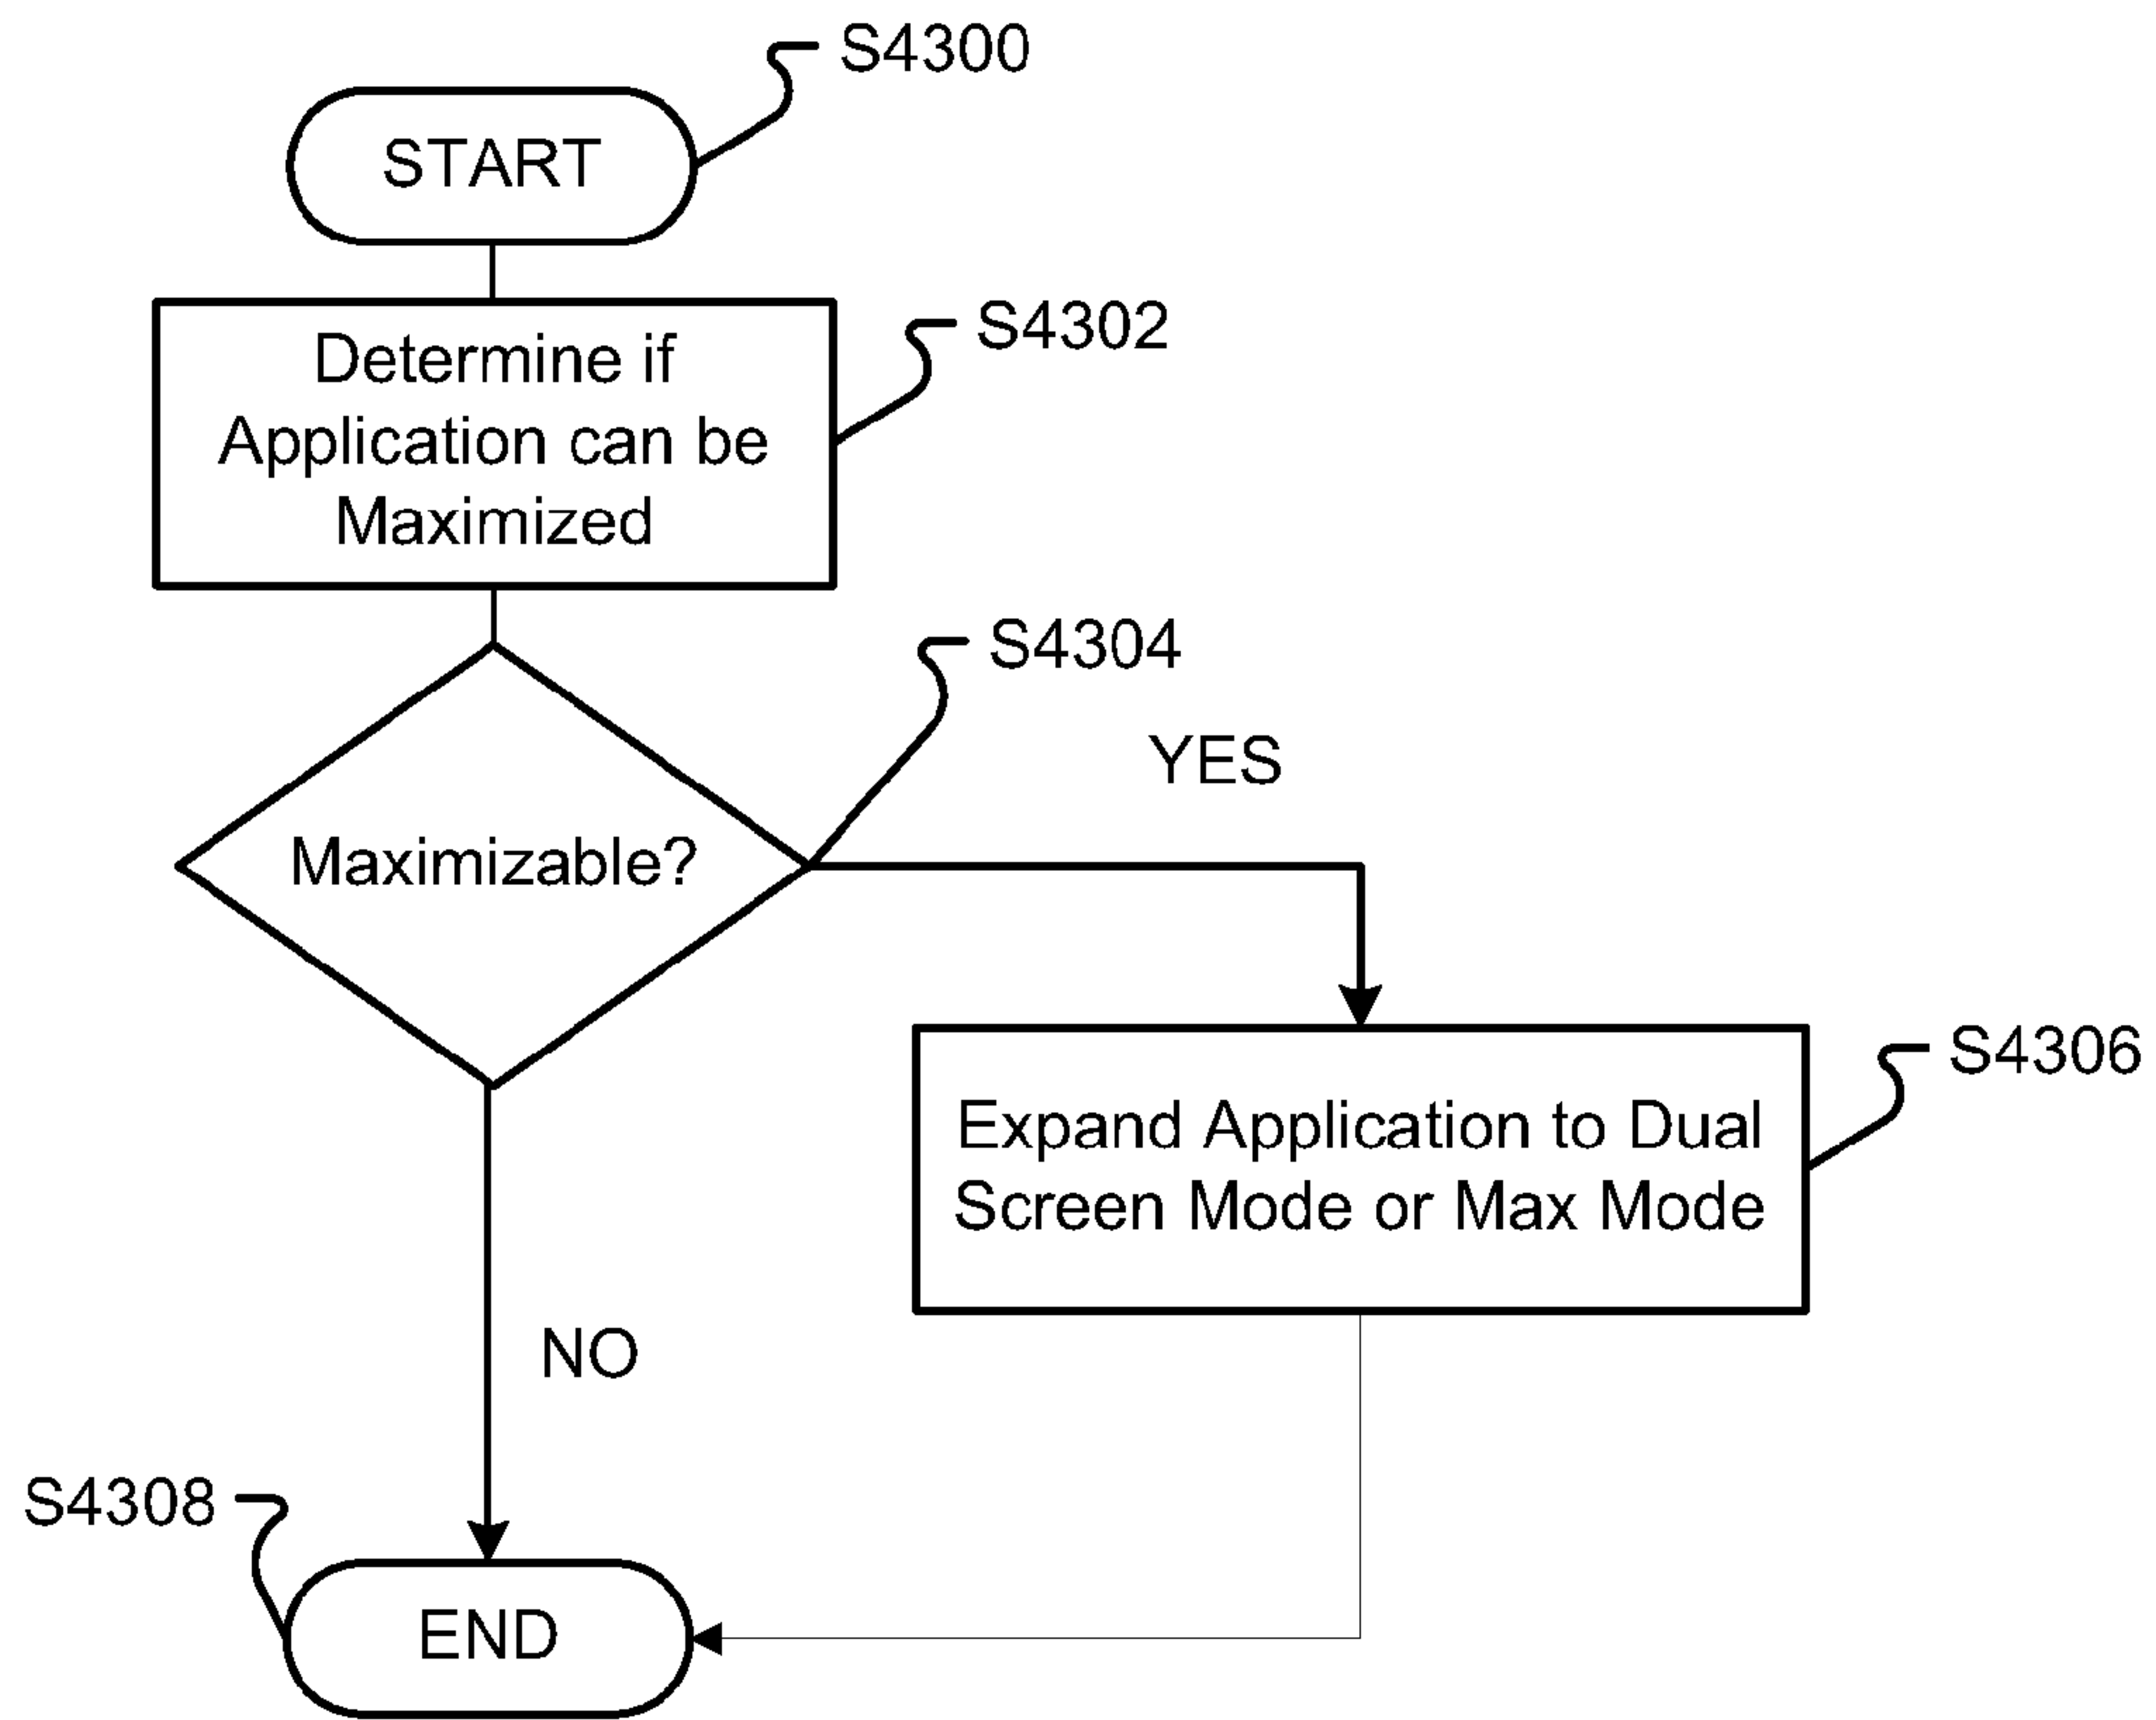 S4300
START
S4302
Determine if
Application can be
Maximized
S4304
YES
Maximizable?
S4306
Expand Application to Dual
Screen Mode or Max Mode
NO
S4308
END